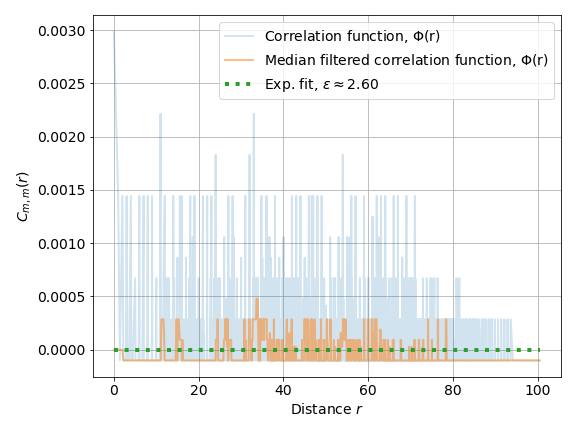 Correlation function, Φ(r)
Median filtered correlation function, Φ(r)
Exp. fit, ε ≈ 2.60
0.0030
0.0025
0.0020
0.0015
0.0010
0.0005
0.0000
C_{m,m}(r)
0 20 40 60 80 100
Distance r